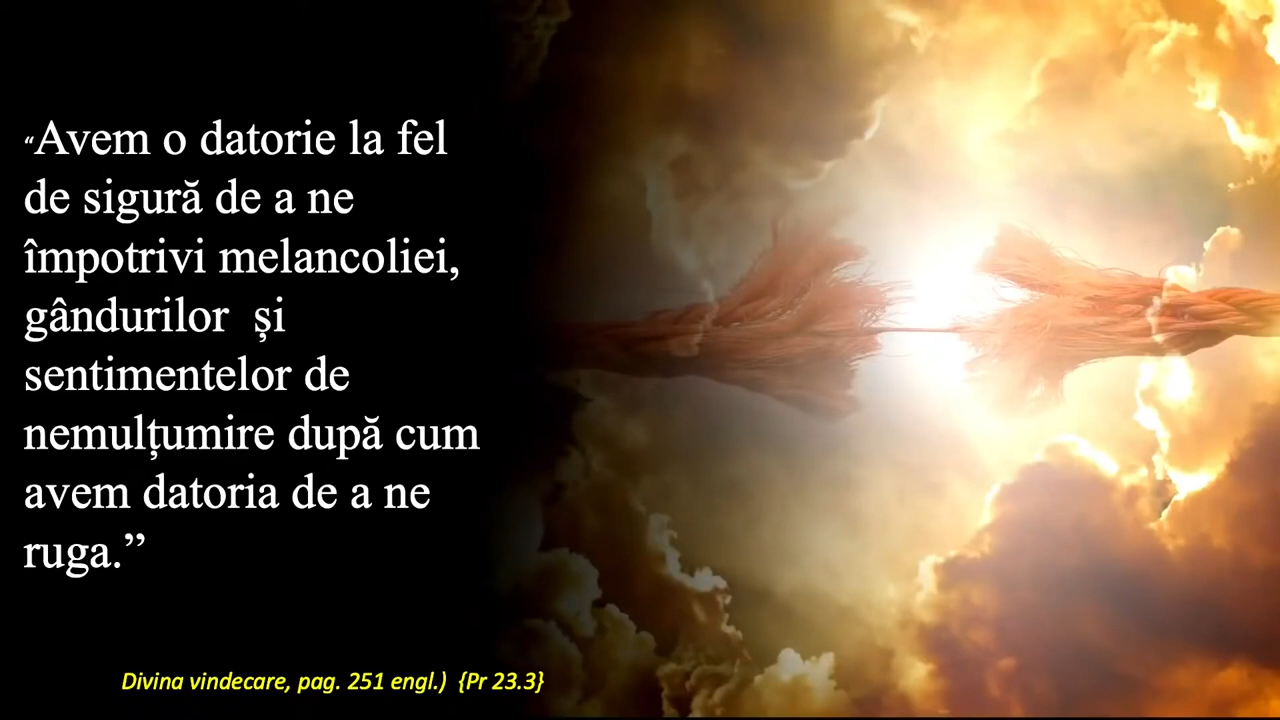 “Avem o datorie la fel
de sigură de a ne
împotrivi melancoliei,
gândurilor  și
sentimentelor de
nemulțumire după cum
avem datoria de a ne
ruga.”
Divina vindecare, pag. 251 engl.)  {Pr 23.3}